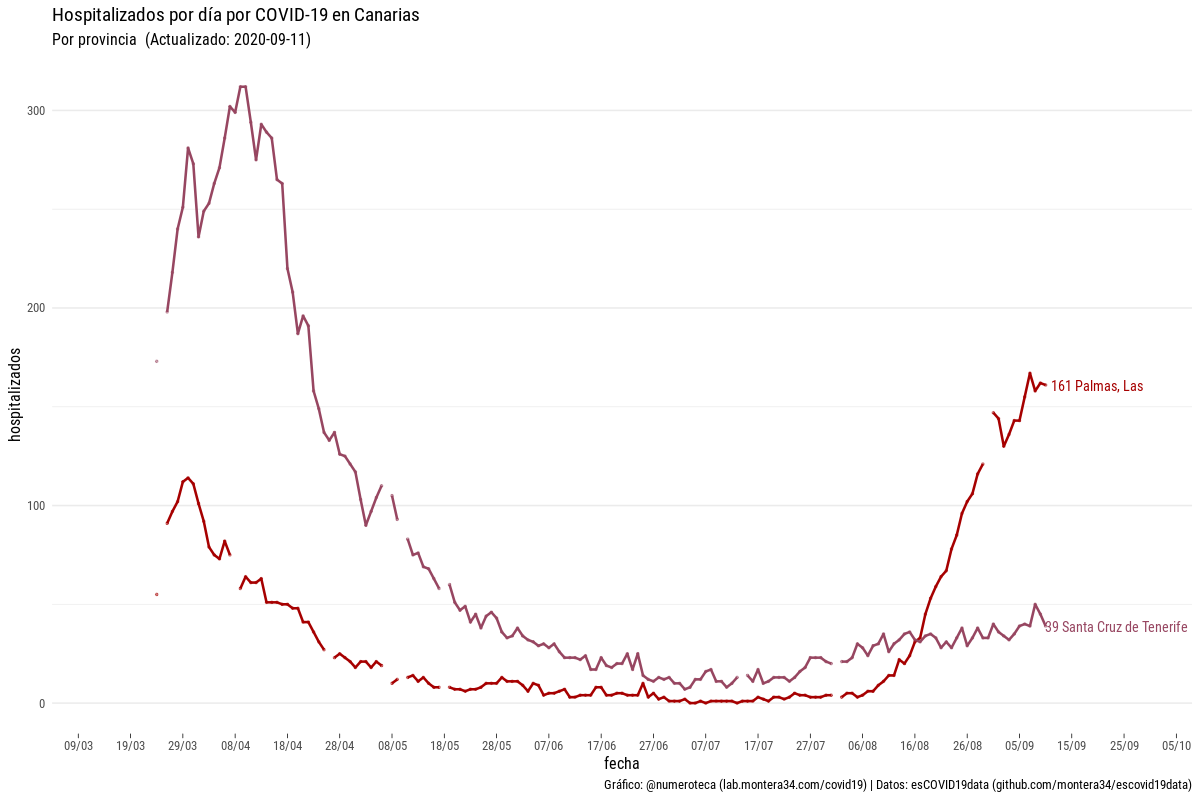 Hospitalizados por día por COVID-19 en Canarias
Por provincia (Actualizado: 2020-09-11)
hospitalizados
300
200
100
0
161 Palmas, Las
39 Santa Cruz de Tenerife
09/03 19/03 29/03 08/04 18/04 28/04 08/05 18/05 28/05 07/06 17/06 27/06 07/07 17/07 27/07 06/08 16/08 26/08 05/09 15/09 25/09 05/10
fecha
Gráfico: @numeroteca (lab.montera34.com/covid19) | Datos: esCOVID19data (github.com/montera34/escovid19data)